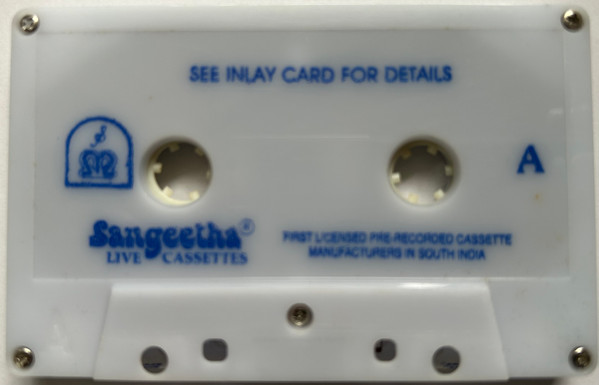 SEE INLAY CARD FOR DETAILS
A
Sangeetha®
LIVE CASSETTES
FIRST LICENSED PRE-RECORDED CASSETTE
MANUFACTURERS IN SOUTH INDIA